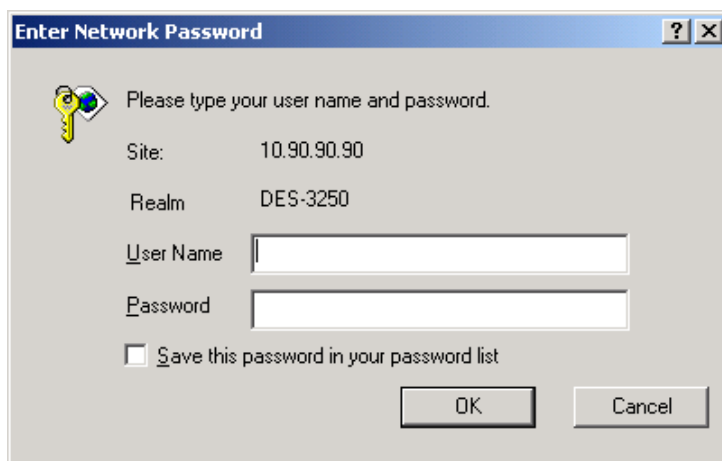 Enter Network Password
Please type your user name and password.
Site: 10.90.90.90
Realm DES-3250
User Name
Password
Save this password in your password list
OK Cancel